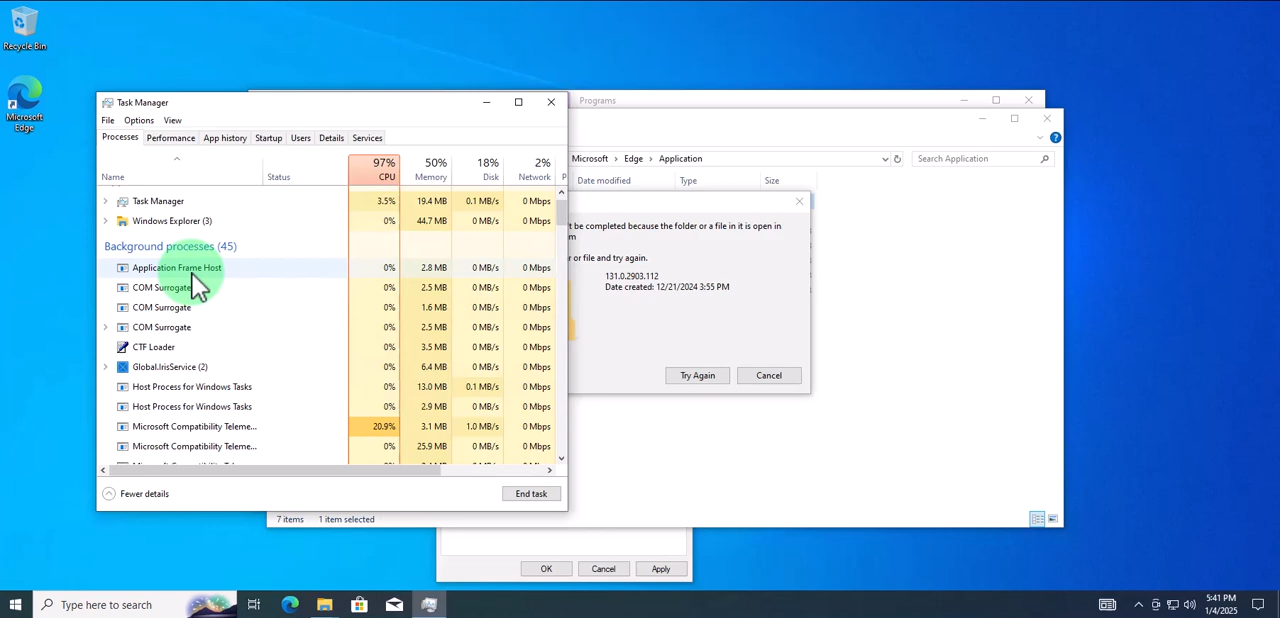 Recycle Bin
Microsoft
Edge
Task Manager
File Options View
Processes Performance App history Startup Users Details Services
97% 50% 18% 2%
Name Status CPU Memory Disk Network P
Task Manager 3.5% 19.4 MB 0.1 MB/s 0 Mbps
Windows Explorer (3) 0% 44.7 MB 0 MB/s 0 Mbps
Background processes (45)
Application Frame Host 0% 2.8 MB 0 MB/s 0 Mbps
COM Surrogate 0% 2.5 MB 0 MB/s 0 Mbps
COM Surrogate 0% 1.6 MB 0 MB/s 0 Mbps
COM Surrogate 0% 2.5 MB 0 MB/s 0 Mbps
CTF Loader 0% 3.5 MB 0 MB/s 0 Mbps
Global.IrisService (2) 0% 6.4 MB 0 MB/s 0 Mbps
Host Process for Windows Tasks 0% 13.0 MB 0.1 MB/s 0 Mbps
Host Process for Windows Tasks 0% 2.9 MB 0 MB/s 0 Mbps
Microsoft Compatibility Teleme... 20.9% 3.1 MB 1.0 MB/s 0 Mbps
Microsoft Compatibility Teleme... 0% 25.9 MB 0 MB/s 0 Mbps
Fewer details End task
Programs
Microsoft > Edge > Application Search Application
Date modified Type Size
't be completed because the folder or a file in it is open in
m
or file and try again.
131.0.2903.112
Date created: 12/21/2024 3:55 PM
Try Again Cancel
7 items 1 item selected
OK Cancel Apply
Type here to search
5:41 PM
1/4/2025